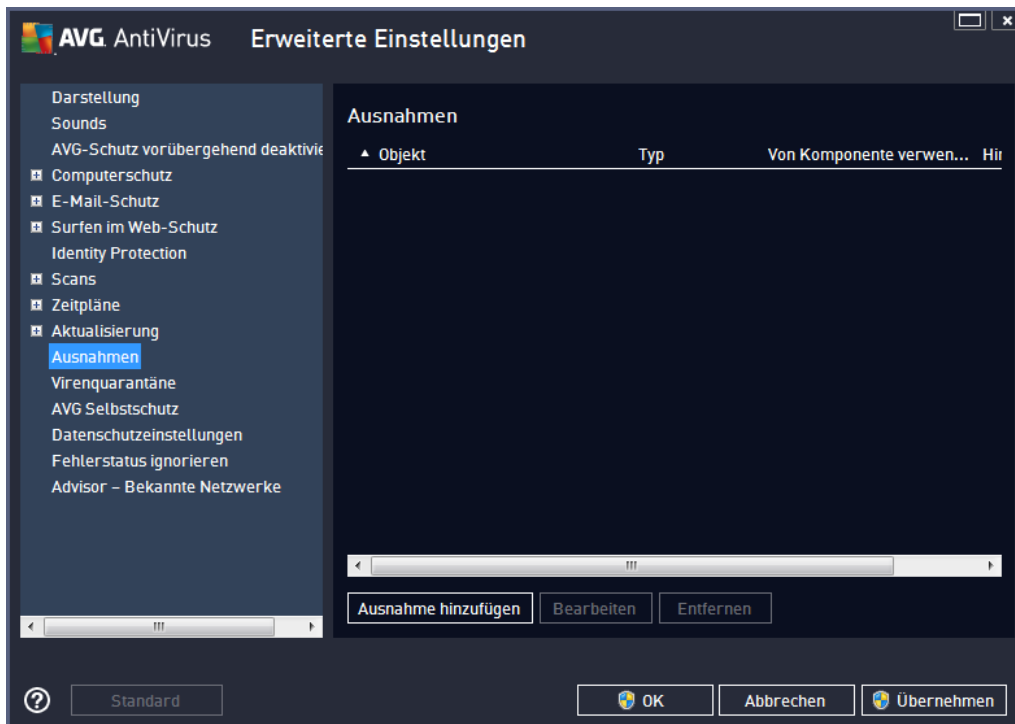 AVG. AntiVirus Erweiterte Einstellungen
Darstellung
Sounds
AVG-Schutz vorübergehend deaktivie
Computerschutz
E-Mail-Schutz
Surfen im Web-Schutz
Identity Protection
Scans
Zeitpläne
Aktualisierung
Ausnahmen
Virenquarantäne
AVG Selbstschutz
Datenschutzeinstellungen
Fehlerstatus ignorieren
Advisor – Bekannte Netzwerke
Ausnahmen
Objekt Typ Von Komponente verwen... Hin
Ausnahme hinzufügen Bearbeiten Entfernen
? Standard OK Abbrechen Übernehmen